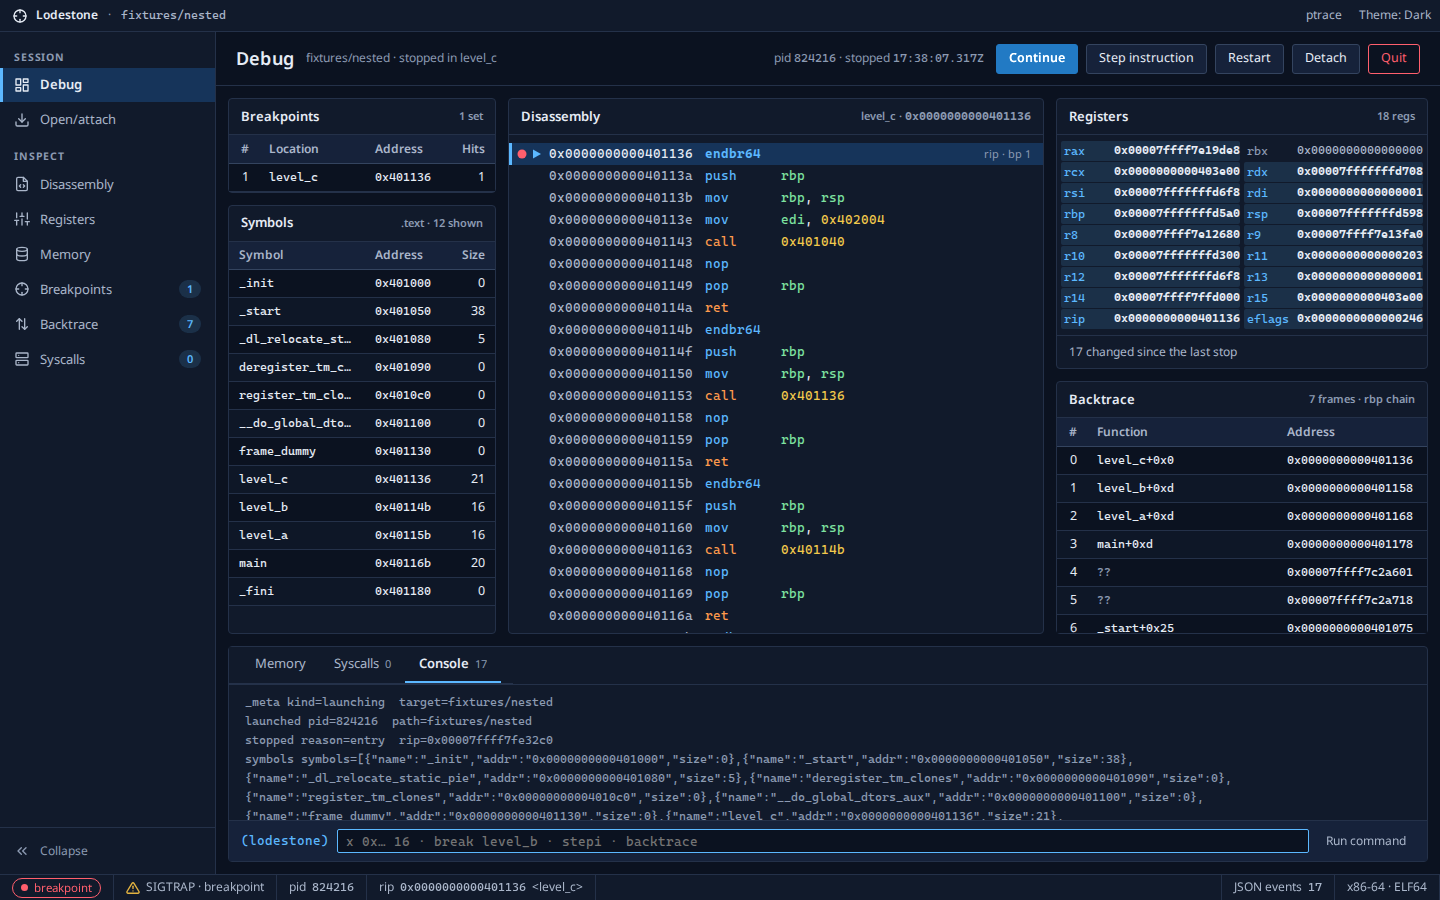 Lodestone · fixtures/nested
ptrace Theme: Dark
SESSION
Debug
Open/attach
INSPECT
Disassembly
Registers
Memory
Breakpoints 1
Backtrace 7
Syscalls 0
Collapse
Debug fixtures/nested · stopped in level_c
pid 824216 · stopped 17:38:07.317Z
Continue
Step instruction
Restart
Detach
Quit
Breakpoints 1 set
# Location Address Hits
1 level_c 0x401136 1
Symbols .text · 12 shown
Symbol Address Size
_init 0x401000 0
_start 0x401050 38
_dl_relocate_st… 0x401080 5
deregister_tm_c… 0x401090 0
register_tm_clo… 0x4010c0 0
__do_global_dto… 0x401100 0
frame_dummy 0x401130 0
level_c 0x401136 21
level_b 0x40114b 16
level_a 0x40115b 16
main 0x40116b 20
_fini 0x401180 0
Disassembly level_c · 0x0000000000401136
0x0000000000401136 endbr64 rip · bp 1
0x000000000040113a push rbp
0x000000000040113b mov rbp, rsp
0x000000000040113e mov edi, 0x402004
0x0000000000401143 call 0x401040
0x0000000000401148 nop
0x0000000000401149 pop rbp
0x000000000040114a ret
0x000000000040114b endbr64
0x000000000040114f push rbp
0x0000000000401150 mov rbp, rsp
0x0000000000401153 call 0x401136
0x0000000000401158 nop
0x0000000000401159 pop rbp
0x000000000040115a ret
0x000000000040115b endbr64
0x000000000040115f push rbp
0x0000000000401160 mov rbp, rsp
0x0000000000401163 call 0x40114b
0x0000000000401168 nop
0x0000000000401169 pop rbp
0x000000000040116a ret
Registers 18 regs
rax 0x00007ffff7e19de8 rbx 0x0000000000000000
rcx 0x0000000000403e00 rdx 0x00007fffffffd708
rsi 0x00007fffffffd6f8 rdi 0x0000000000000001
rbp 0x00007fffffffd5a0 rsp 0x00007fffffffd598
r8 0x00007ffff7e12680 r9 0x00007ffff7e13fa0
r10 0x00007fffffffd300 r11 0x0000000000000203
r12 0x00007fffffffd6f8 r13 0x0000000000000001
r14 0x00007ffff7ffd000 r15 0x0000000000403e00
rip 0x0000000000401136 eflags 0x0000000000000246
17 changed since the last stop
Backtrace 7 frames · rbp chain
# Function Address
0 level_c+0x0 0x0000000000401136
1 level_b+0xd 0x0000000000401158
2 level_a+0xd 0x0000000000401168
3 main+0xd 0x0000000000401178
4 ?? 0x00007ffff7c2a601
5 ?? 0x00007ffff7c2a718
6 _start+0x25 0x0000000000401075
Memory Syscalls 0 Console 17
_meta kind=launching target=fixtures/nested
launched pid=824216 path=fixtures/nested
stopped reason=entry rip=0x00007ffff7fe32c0
symbols symbols=[{"name":"_init","addr":"0x0000000000401000","size":0},{"name":"_start","addr":"0x0000000000401050","size":38},
{"name":"_dl_relocate_static_pie","addr":"0x0000000000401080","size":5},{"name":"deregister_tm_clones","addr":"0x0000000000401090","size":0},
{"name":"register_tm_clones","addr":"0x00000000004010c0","size":0},{"name":"__do_global_dtors_aux","addr":"0x0000000000401100","size":0},
{"name":"frame_dummy","addr":"0x0000000000401130","size":0},{"name":"level_c","addr":"0x0000000000401136","size":21},
(lodestone) x 0x… 16 · break level_b · stepi · backtrace Run command
breakpoint SIGTRAP · breakpoint pid 824216 rip 0x0000000000401136 <level_c> JSON events 17 x86-64 · ELF64